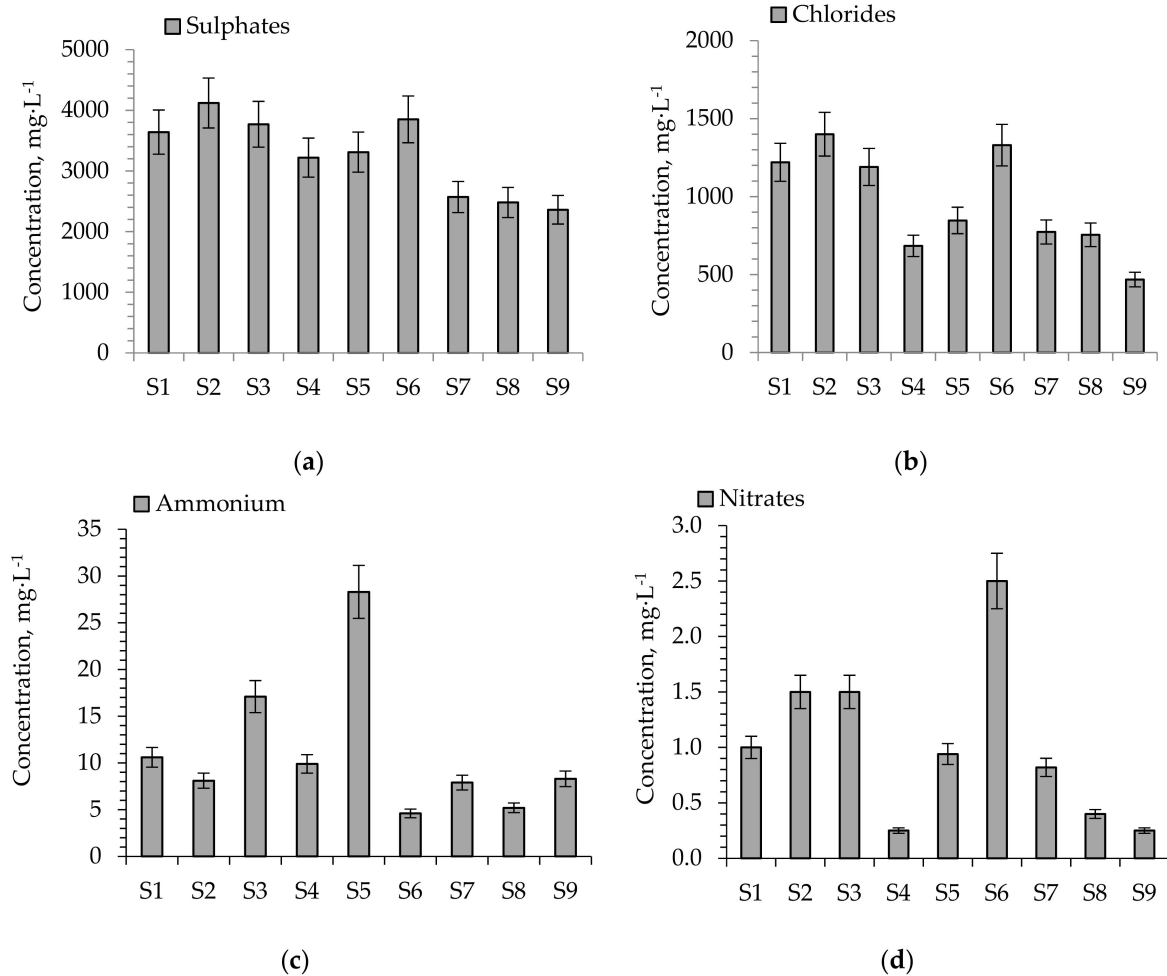 Sulphates
Concentration, mg·L-1
5000
4000
3000
2000
1000
0
S1 S2 S3 S4 S5 S6 S7 S8 S9
(a)
Chlorides
Concentration, mg·L-1
2000
1500
1000
500
0
S1 S2 S3 S4 S5 S6 S7 S8 S9
(b)
Ammonium
Concentration, mg·L-1
35
30
25
20
15
10
5
0
S1 S2 S3 S4 S5 S6 S7 S8 S9
(c)
Nitrates
Concentration, mg·L-1
3.0
2.5
2.0
1.5
1.0
0.5
0.0
S1 S2 S3 S4 S5 S6 S7 S8 S9
(d)